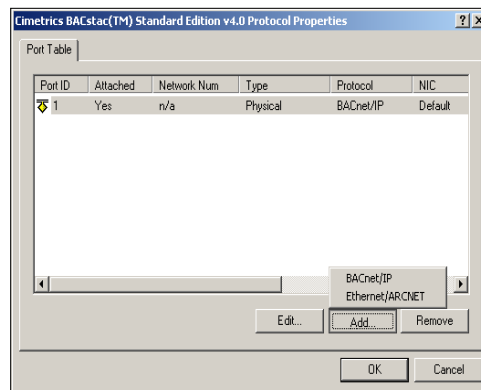 Cimetrics BACstac(TM) Standard Edition v4.0 Protocol Properties
Port Table
Port ID Attached Network Num Type Protocol NIC
1 Yes n/a Physical BACnet/IP Default
BACnet/IP
Ethernet/ARCNET
Edit... Add... Remove
OK Cancel